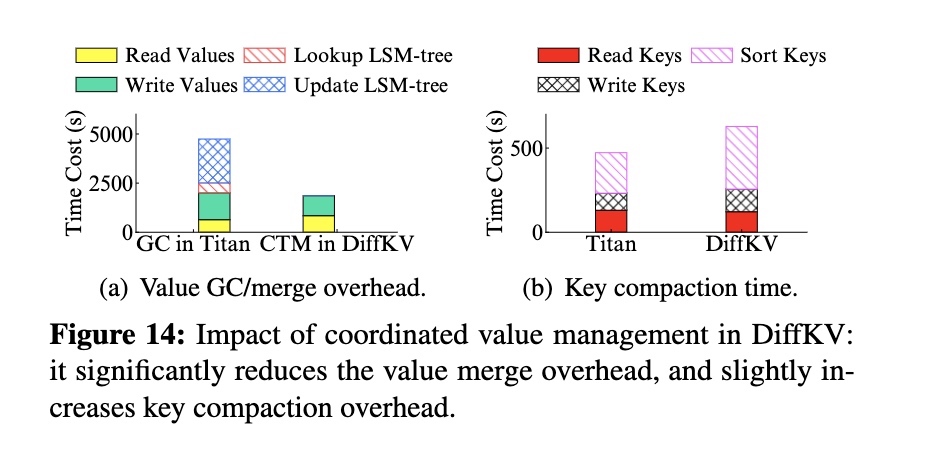 Read Values Lookup LSM-tree
Write Values Update LSM-tree
Time Cost (s)
5000
2500
0
GC in Titan CTM in DiffKV
(a) Value GC/merge overhead.
Read Keys Sort Keys
Write Keys
Time Cost (s)
500
0
Titan DiffKV
(b) Key compaction time.
Figure 14: Impact of coordinated value management in DiffKV:
it significantly reduces the value merge overhead, and slightly in-
creases key compaction overhead.